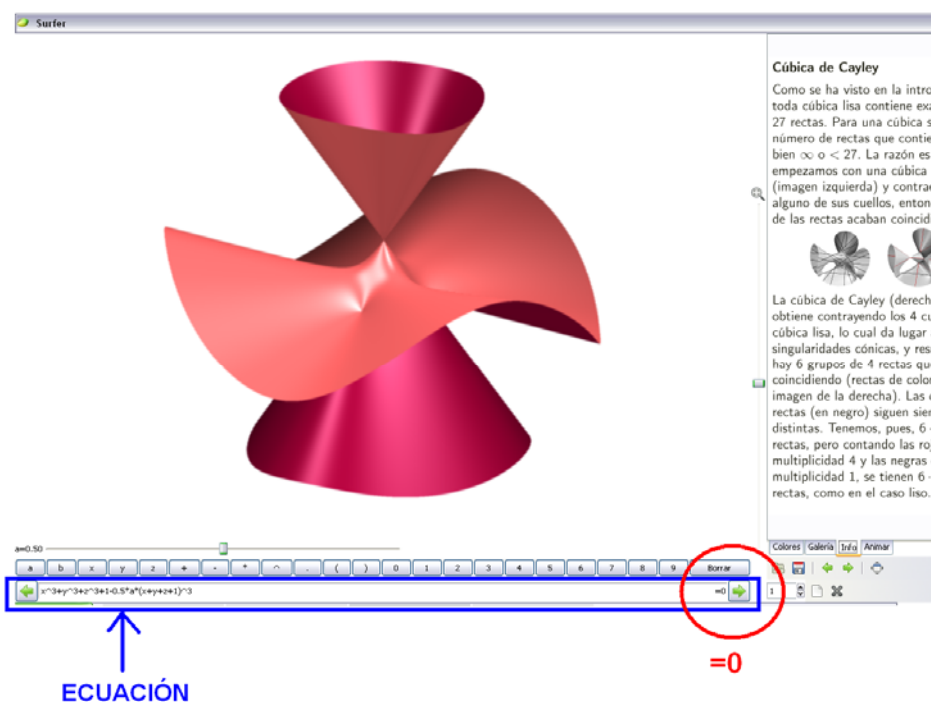 Surfer
Cúbica de Cayley
Como se ha visto en la intro
toda cúbica lisa contiene exa
27 rectas. Para una cúbica s
número de rectas que contie
bien ∞ o < 27. La razón es
empezamos con una cúbica
(imagen izquierda) y contrae
alguno de sus cuellos, enton
de las rectas acaban coincid
La cúbica de Cayley (derech
obtiene contrayendo los 4 cu
cúbica lisa, lo cual da lugar
singularidades cónicas, y res
hay 6 grupos de 4 rectas que
coincidiendo (rectas de color
imagen de la derecha). Las
rectas (en negro) siguen sien
distintas. Tenemos, pues, 6
rectas, pero contando las ro
multiplicidad 4 y las negras
multiplicidad 1, se tienen 6
rectas, como en el caso liso.
a=0.50
Colores Galería Info Animar
a b x y z + - * ^ . ( ) 0 1 2 3 4 5 6 7 8 9 Borrar
x^3+y^3+z^3+1-0.5*a*(x+y+z+1)^3 =0 1
=0
ECUACIÓN